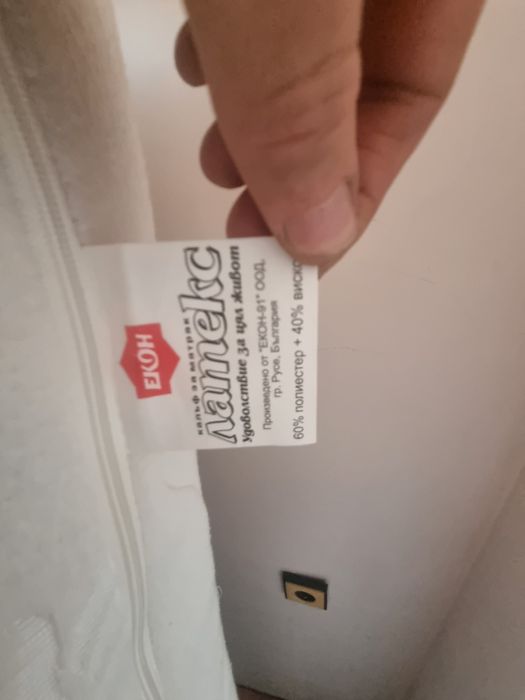 ЕКОН
калъф за матрак
Латекс
Удоволствие за цял живот
Произведено от "ЕКОН-91" ООД,
гр. Русе, България
60% полиестер + 40% виско